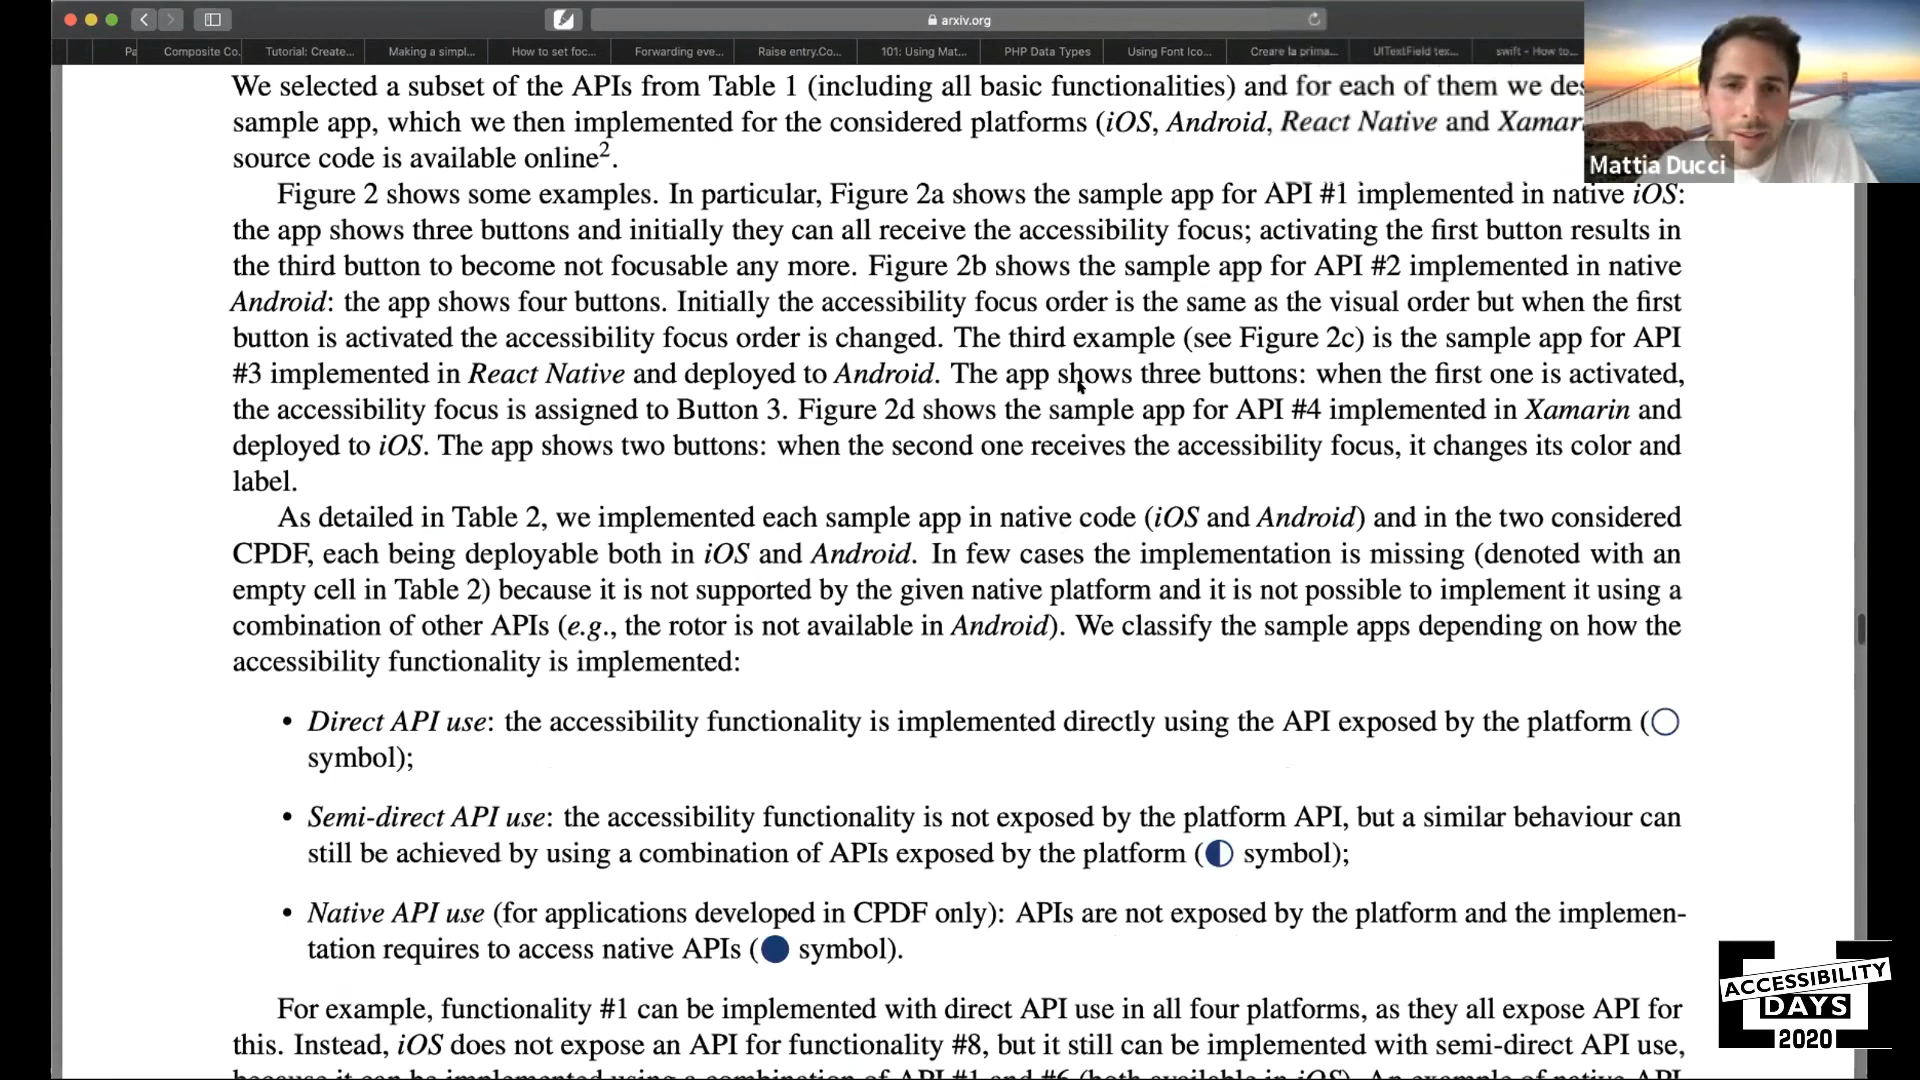 arxiv.org
Pa
Composite Co.
Tutorial: Create...
Making a simpl...
How to set foc...
Forwarding eve...
Raise entry.Co...
101: Using Mat...
PHP Data Types
Using Font Ico...
Creare la prima...
UITextField tex...
swift - How to...
We selected a subset of the APIs from Table 1 (including all basic functionalities) and for each of them we des
sample app, which we then implemented for the considered platforms (iOS, Android, React Native and Xamar
source code is available online2.
Mattia Ducci
Figure 2 shows some examples. In particular, Figure 2a shows the sample app for API #1 implemented in native iOS:
the app shows three buttons and initially they can all receive the accessibility focus; activating the first button results in
the third button to become not focusable any more. Figure 2b shows the sample app for API #2 implemented in native
Android: the app shows four buttons. Initially the accessibility focus order is the same as the visual order but when the first
button is activated the accessibility focus order is changed. The third example (see Figure 2c) is the sample app for API
#3 implemented in React Native and deployed to Android. The app shows three buttons: when the first one is activated,
the accessibility focus is assigned to Button 3. Figure 2d shows the sample app for API #4 implemented in Xamarin and
deployed to iOS. The app shows two buttons: when the second one receives the accessibility focus, it changes its color and
label.
As detailed in Table 2, we implemented each sample app in native code (iOS and Android) and in the two considered
CPDF, each being deployable both in iOS and Android. In few cases the implementation is missing (denoted with an
empty cell in Table 2) because it is not supported by the given native platform and it is not possible to implement it using a
combination of other APIs (e.g., the rotor is not available in Android). We classify the sample apps depending on how the
accessibility functionality is implemented:
• Direct API use: the accessibility functionality is implemented directly using the API exposed by the platform (○
symbol);
• Semi-direct API use: the accessibility functionality is not exposed by the platform API, but a similar behaviour can
still be achieved by using a combination of APIs exposed by the platform (◐ symbol);
• Native API use (for applications developed in CPDF only): APIs are not exposed by the platform and the implemen-
tation requires to access native APIs (● symbol).
For example, functionality #1 can be implemented with direct API use in all four platforms, as they all expose API for
this. Instead, iOS does not expose an API for functionality #8, but it still can be implemented with semi-direct API use,
because it can be implemented using a combination of API #1 and #6 (both available in iOS). An example of native API
ACCESSIBILITY
DAYS
2020